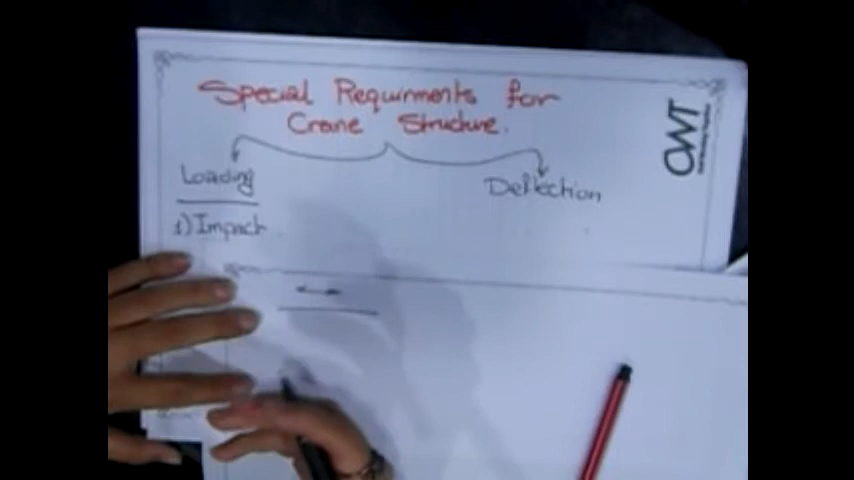 Special Requirments for
Crane Structure.
Loading
Deflection
1) Impact
CWT